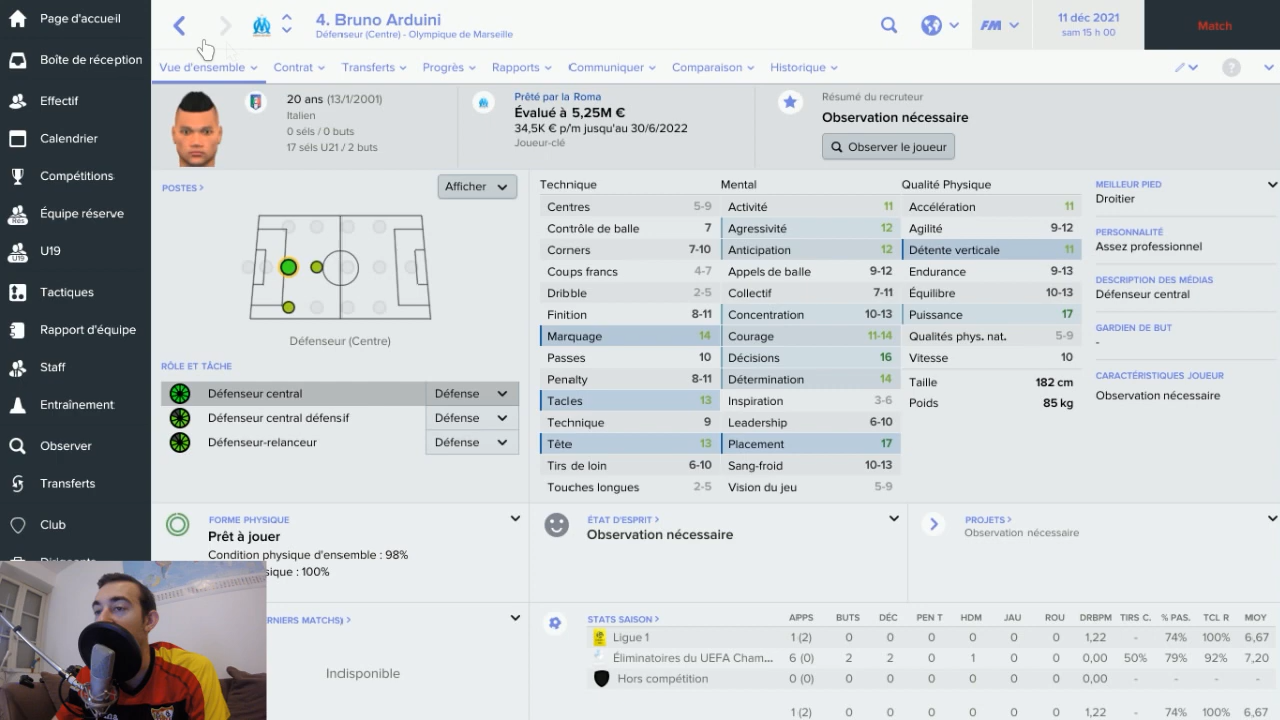 Page d'accueil
Boîte de réception
Effectif
Calendrier
Compétitions
Équipe réserve
U19
Tactiques
Rapport d'équipe
Staff
Entraînement
Observer
Transferts
Club
4. Bruno Arduini
Défenseur (Centre) - Olympique de Marseille
FM
11 déc 2021
sam 15 h 00
Match
Vue d'ensemble
Contrat
Transferts
Progrès
Rapports
Communiquer
Comparaison
Historique
20 ans (13/1/2001)
Italien
0 séls / 0 buts
17 séls U21 / 2 buts
Prêté par la Roma
Évalué à 5,25M €
34,5K € p/m jusqu'au 30/6/2022
Joueur-clé
Résumé du recruteur
Observation nécessaire
Observer le joueur
POSTES >
Afficher
Défenseur (Centre)
RÔLE ET TÂCHE
Défenseur central Défense
Défenseur central défensif Défense
Défenseur-relanceur Défense
Technique
Centres 5-9
Contrôle de balle 7
Corners 7-10
Coups francs 4-7
Dribble 2-5
Finition 8-11
Marquage 14
Passes 10
Penalty 8-11
Tacles 13
Technique 9
Tête 13
Tirs de loin 6-10
Touches longues 2-5
Mental
Activité 11
Agressivité 12
Anticipation 12
Appels de balle 9-12
Collectif 7-11
Concentration 10-13
Courage 11-14
Décisions 16
Détermination 14
Inspiration 3-6
Leadership 6-10
Placement 17
Sang-froid 10-13
Vision du jeu 5-9
Qualité Physique
Accélération 11
Agilité 9-12
Détente verticale 11
Endurance 9-13
Équilibre 10-13
Puissance 17
Qualités phys. nat. 5-9
Vitesse 10
Taille 182 cm
Poids 85 kg
MEILLEUR PIED
Droitier
PERSONNALITÉ
Assez professionnel
DESCRIPTION DES MÉDIAS
Défenseur central
GARDIEN DE BUT
-
CARACTÉRISTIQUES JOUEUR
Observation nécessaire
FORME PHYSIQUE
Prêt à jouer
Condition physique d'ensemble : 98%
sique : 100%
ÉTAT D'ESPRIT >
Observation nécessaire
PROJETS >
Observation nécessaire
RNIERS MATCHS) >
Indisponible
STATS SAISON > APPS BUTS DÉC PEN T HDM JAU ROU DRBPM TIRS C. % PAS. TCL R MOY
Ligue 1 1 (2) 0 0 0 0 0 0 1,22 - 74% 100% 6,67
Éliminatoires du UEFA Cham... 6 (0) 2 2 0 1 0 0 0,00 50% 79% 92% 7,20
Hors compétition 0 (0) 0 0 0 0 0 0 0,00 - - - -
1 (2) 0 0 0 0 0 0 1,22 - 74% 100% 6,67